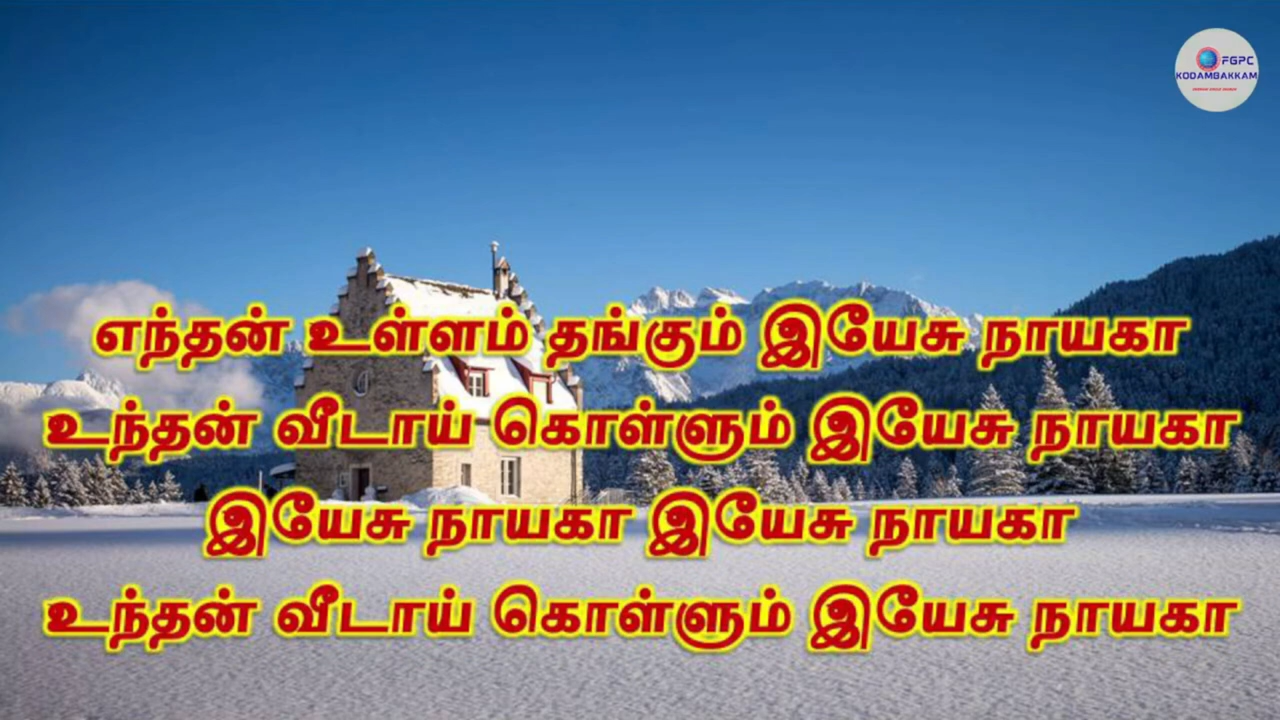 FGPC
KODAMBAKKAM
எந்தன் உள்ளம் தங்கும் இயேசு நாயகா
உந்தன் வீடாய் கொள்ளும் இயேசு நாயகா
இயேசு நாயகா இயேசு நாயகா
உந்தன் வீடாய் கொள்ளும் இயேசு நாயகா